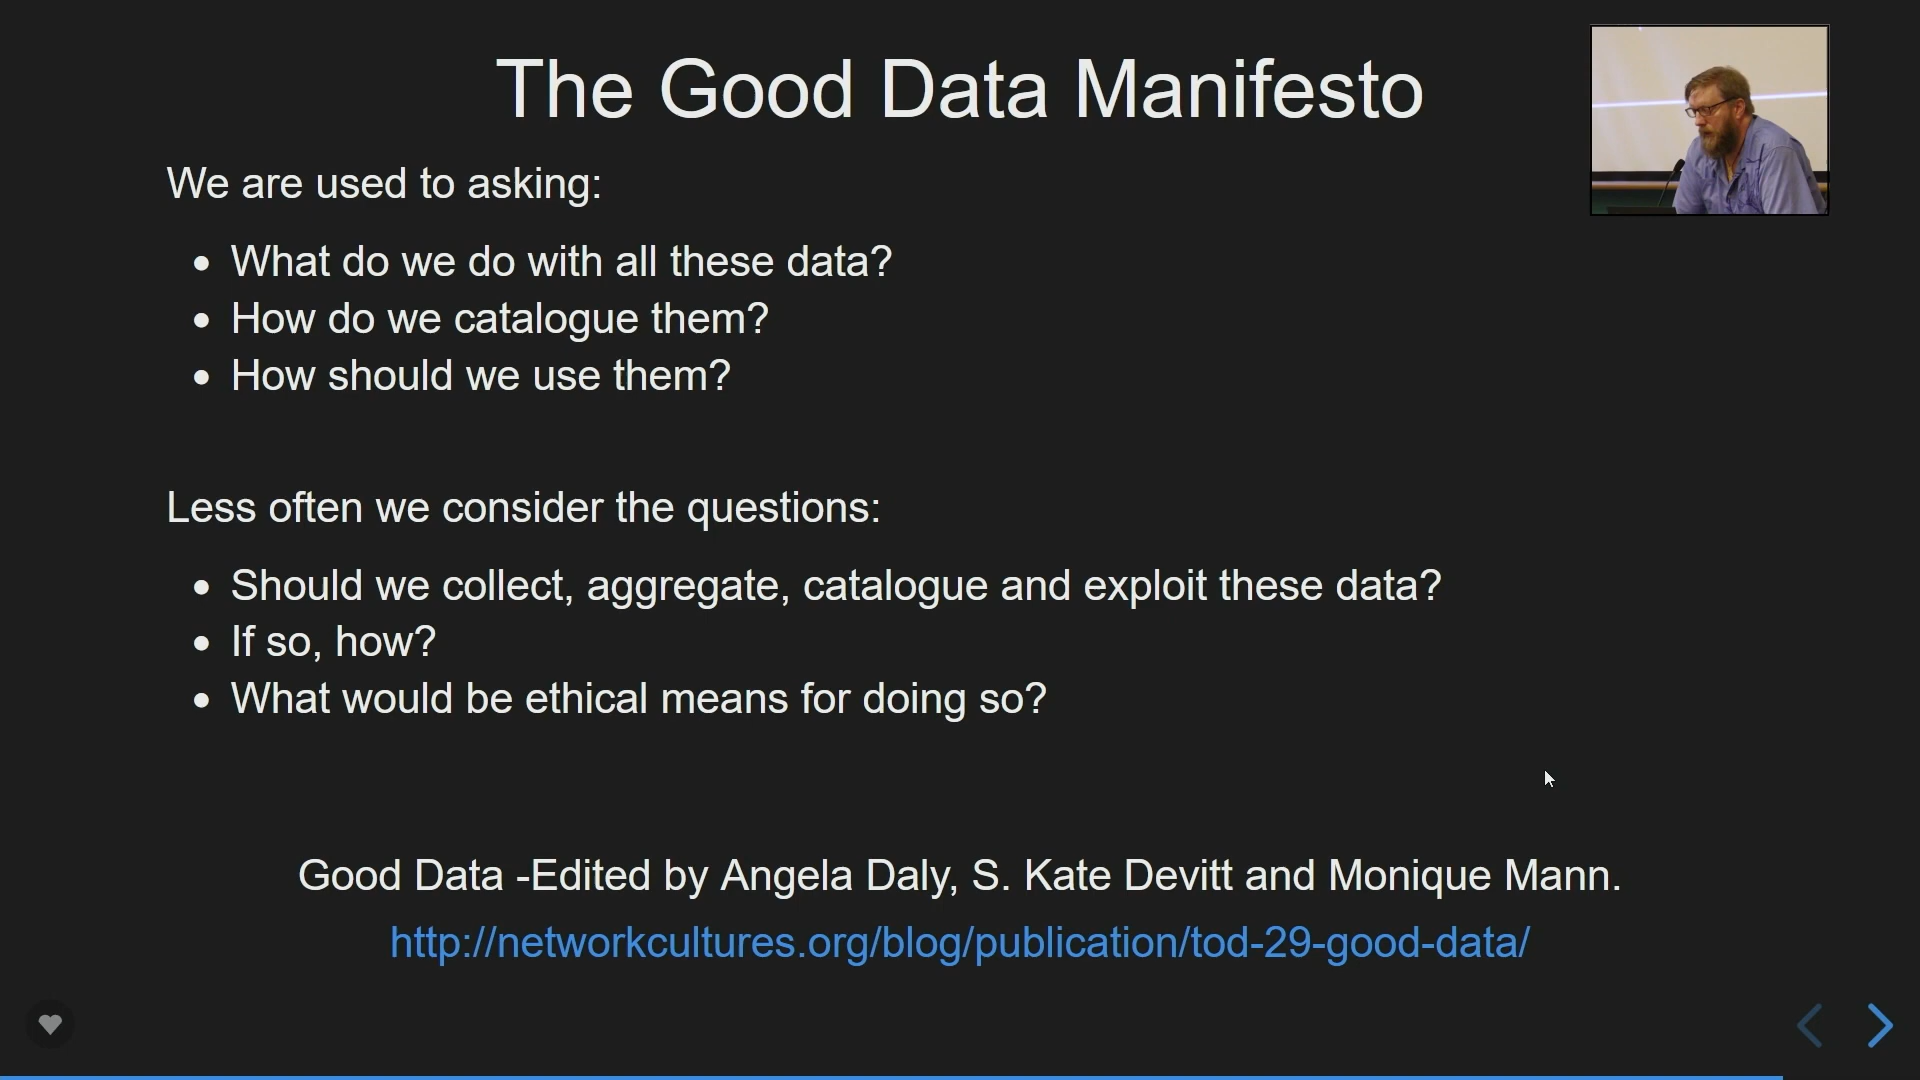 The Good Data Manifesto
We are used to asking:
What do we do with all these data?
How do we catalogue them?
How should we use them?
Less often we consider the questions:
Should we collect, aggregate, catalogue and exploit these data?
If so, how?
What would be ethical means for doing so?
Good Data -Edited by Angela Daly, S. Kate Devitt and Monique Mann.
http://networkcultures.org/blog/publication/tod-29-good-data/